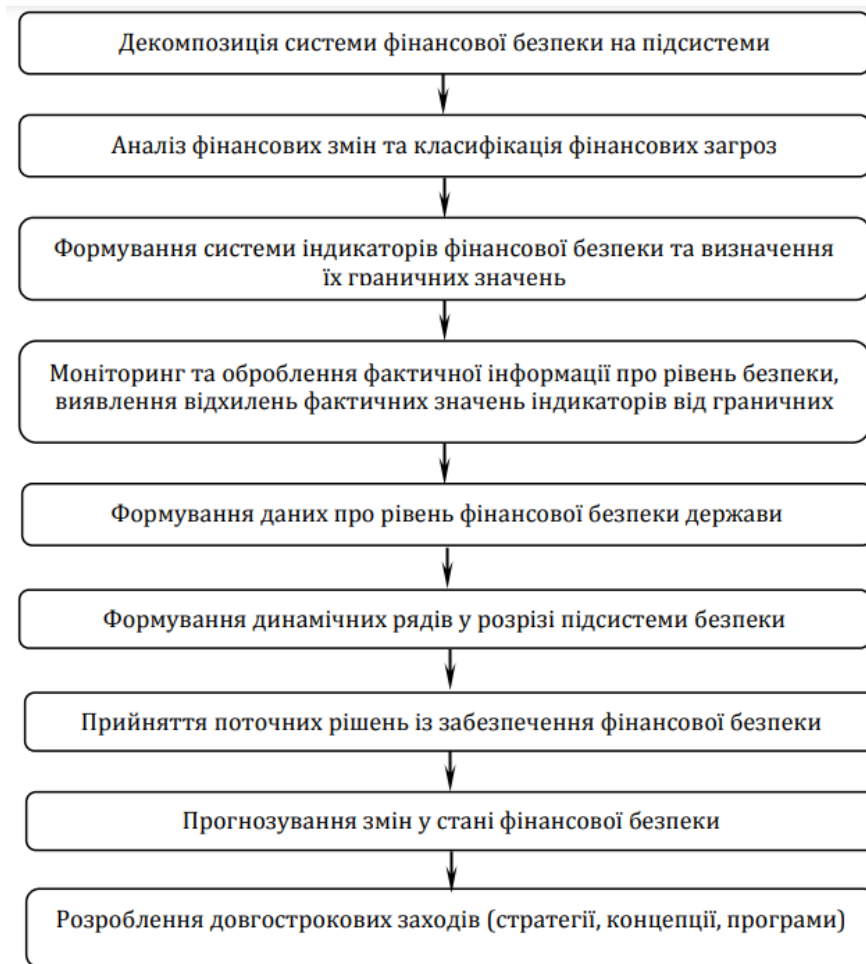 Декомпозиція системи фінансової безпеки на підсистеми
Аналіз фінансових змін та класифікація фінансових загроз
Формування системи індикаторів фінансової безпеки та визначення
їх граничних значень
Моніторинг та оброблення фактичної інформації про рівень безпеки,
виявлення відхилень фактичних значень індикаторів від граничних
Формування даних про рівень фінансової безпеки держави
Формування динамічних рядів у розрізі підсистеми безпеки
Прийняття поточних рішень із забезпечення фінансової безпеки
Прогнозування змін у стані фінансової безпеки
Розроблення довгострокових заходів (стратегії, концепції, програми)